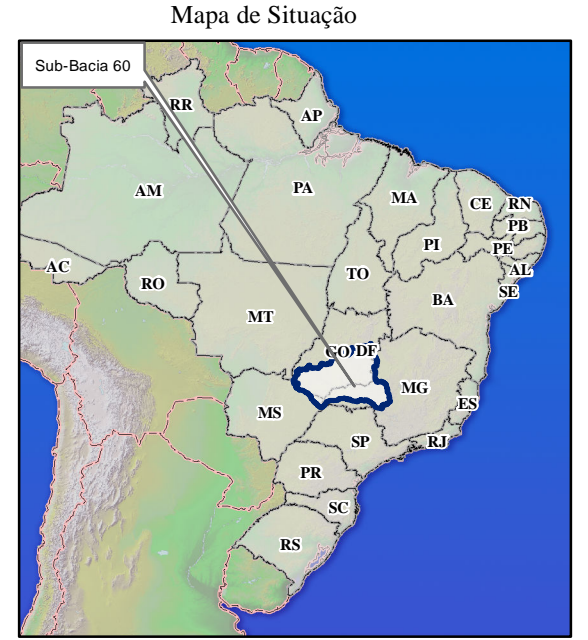 Mapa de Situação
Sub-Bacia 60
RR
AP
AM
PA
MA
CE
RN
PB
PI
PE
AC
TO
AL
RO
SE
BA
MT
GO
DF
MG
MS
ES
SP
RJ
PR
SC
RS